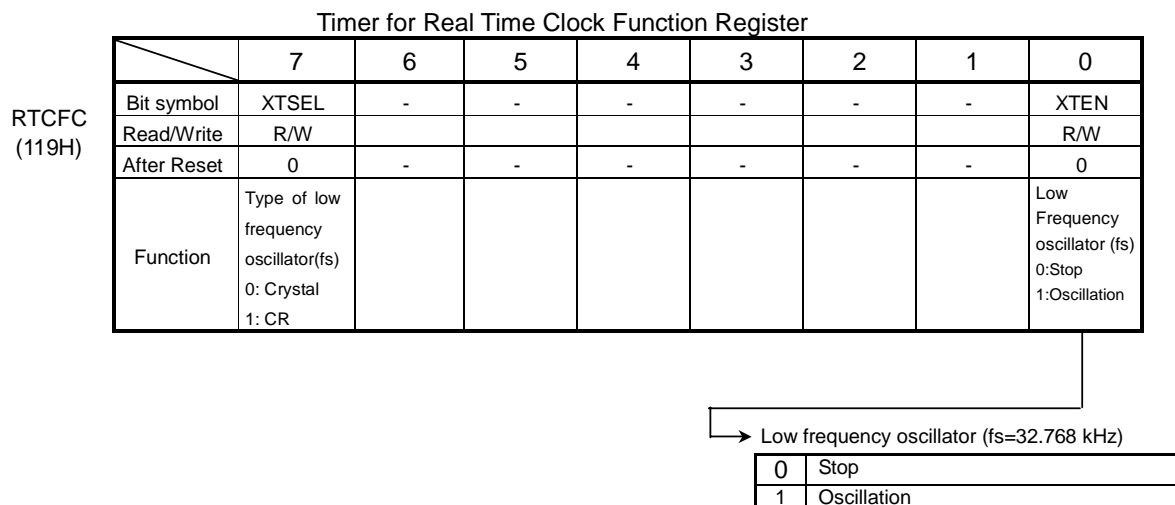 Timer for Real Time Clock Function Register
7 6 5 4 3 2 1 0
RTCFC
(119H)
Bit symbol XTSEL - - - - - - XTEN
Read/Write R/W R/W
After Reset 0 - - - - - - 0
Function
Type of low
frequency
oscillator(fs)
0: Crystal
1: CR
Low
Frequency
oscillator (fs)
0:Stop
1:Oscillation
Low frequency oscillator (fs=32.768 kHz)
0 Stop
1 Oscillation